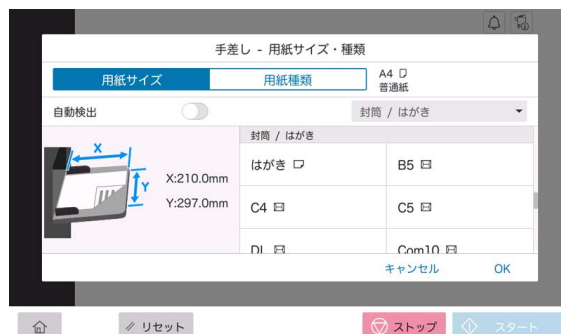 手差し - 用紙サイズ・種類
用紙サイズ
用紙種類
A4
普通紙
自動検出
封筒 / はがき
封筒 / はがき
X
Y
X:210.0mm
Y:297.0mm
はがき
B5
C4
C5
DL
Com10
キャンセル
OK
リセット
ストップ
スタート